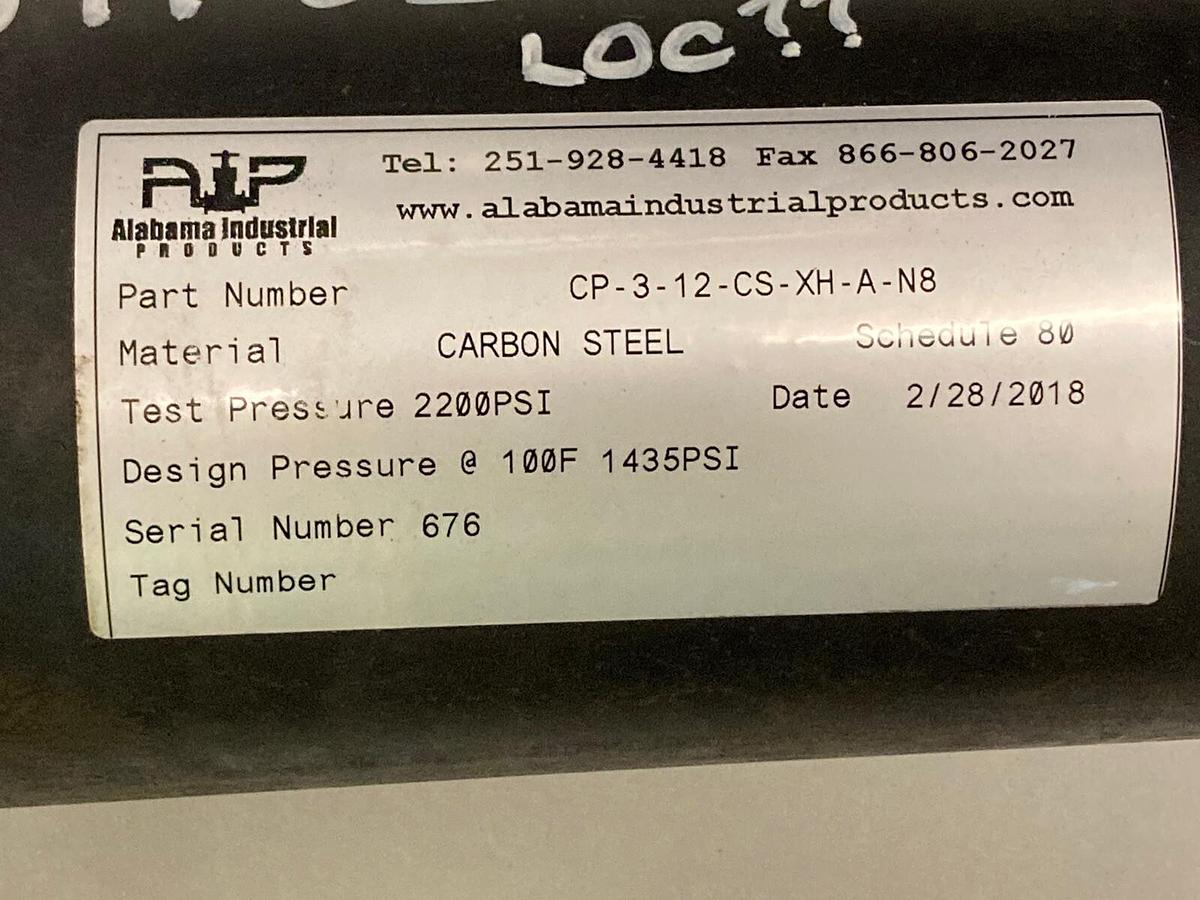 LOC??
AIP
Alabama Industrial
PRODUCTS
Tel: 251-928-4418 Fax 866-806-2027
www.alabamaindustrialproducts.com
Part Number CP-3-12-CS-XH-A-N8
Material CARBON STEEL Schedule 80
Test Pressure 2200PSI Date 2/28/2018
Design Pressure @ 100F 1435PSI
Serial Number 676
Tag Number